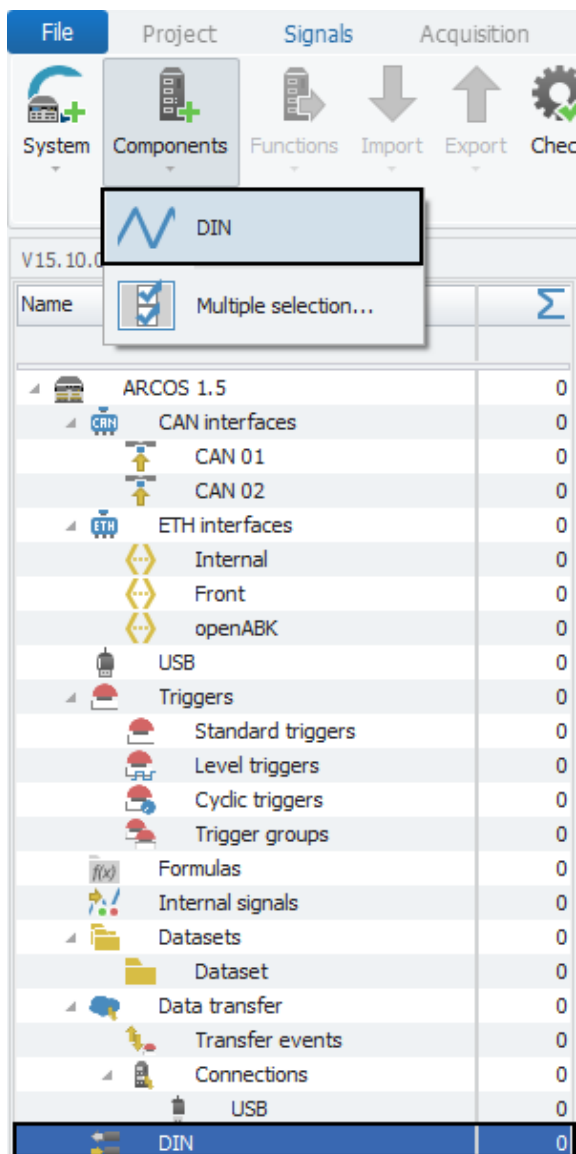 File Project Signals Acquisition
System Components Functions Import Export Chec
DIN
V15.10.0
Multiple selection...
Name Σ
ARCOS 1.5 0
CAN CAN interfaces 0
CAN 01 0
CAN 02 0
ETH ETH interfaces 0
Internal 0
Front 0
openABK 0
USB 0
Triggers 0
Standard triggers 0
Level triggers 0
Cyclic triggers 0
Trigger groups 0
f(x) Formulas 0
Internal signals 0
Datasets 0
Dataset 0
Data transfer 0
Transfer events 0
Connections 0
USB 0
DIN 0